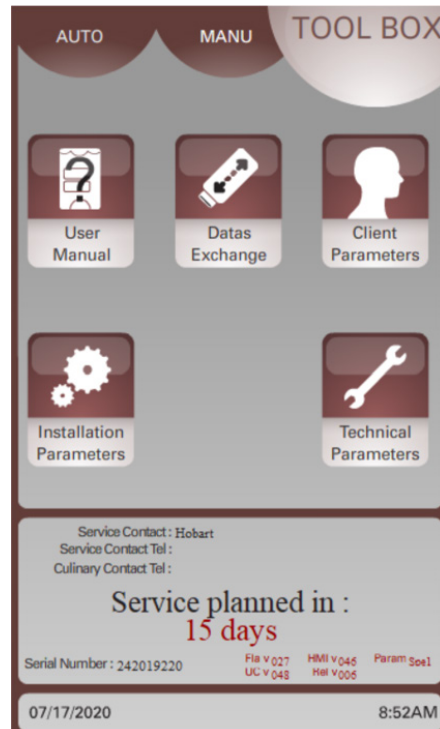 AUTO MANU TOOL BOX
User Manual
Datas Exchange
Client Parameters
Installation Parameters
Technical Parameters
Service Contact : Hobart
Service Contact Tel :
Culinary Contact Tel :
Service planned in :
15 days
Serial Number : 242019220
Fla v 027 HMI v 046 Param Soe1
UC v 048 Rel v 006
07/17/2020 8:52AM